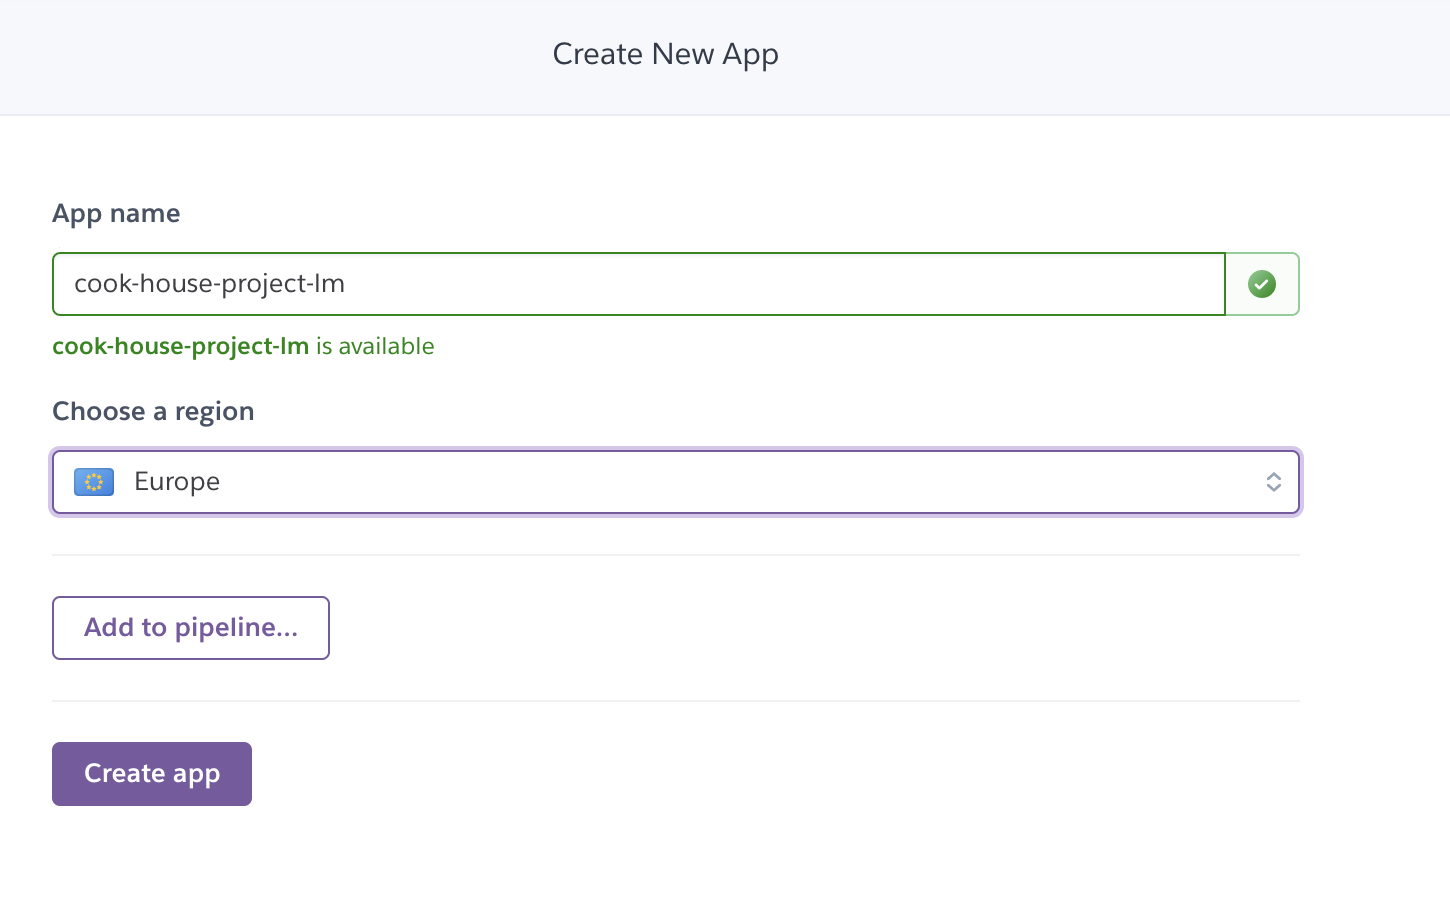 Create New App
App name
cook-house-project-lm
cook-house-project-lm is available
Choose a region
Europe
Add to pipeline...
Create app